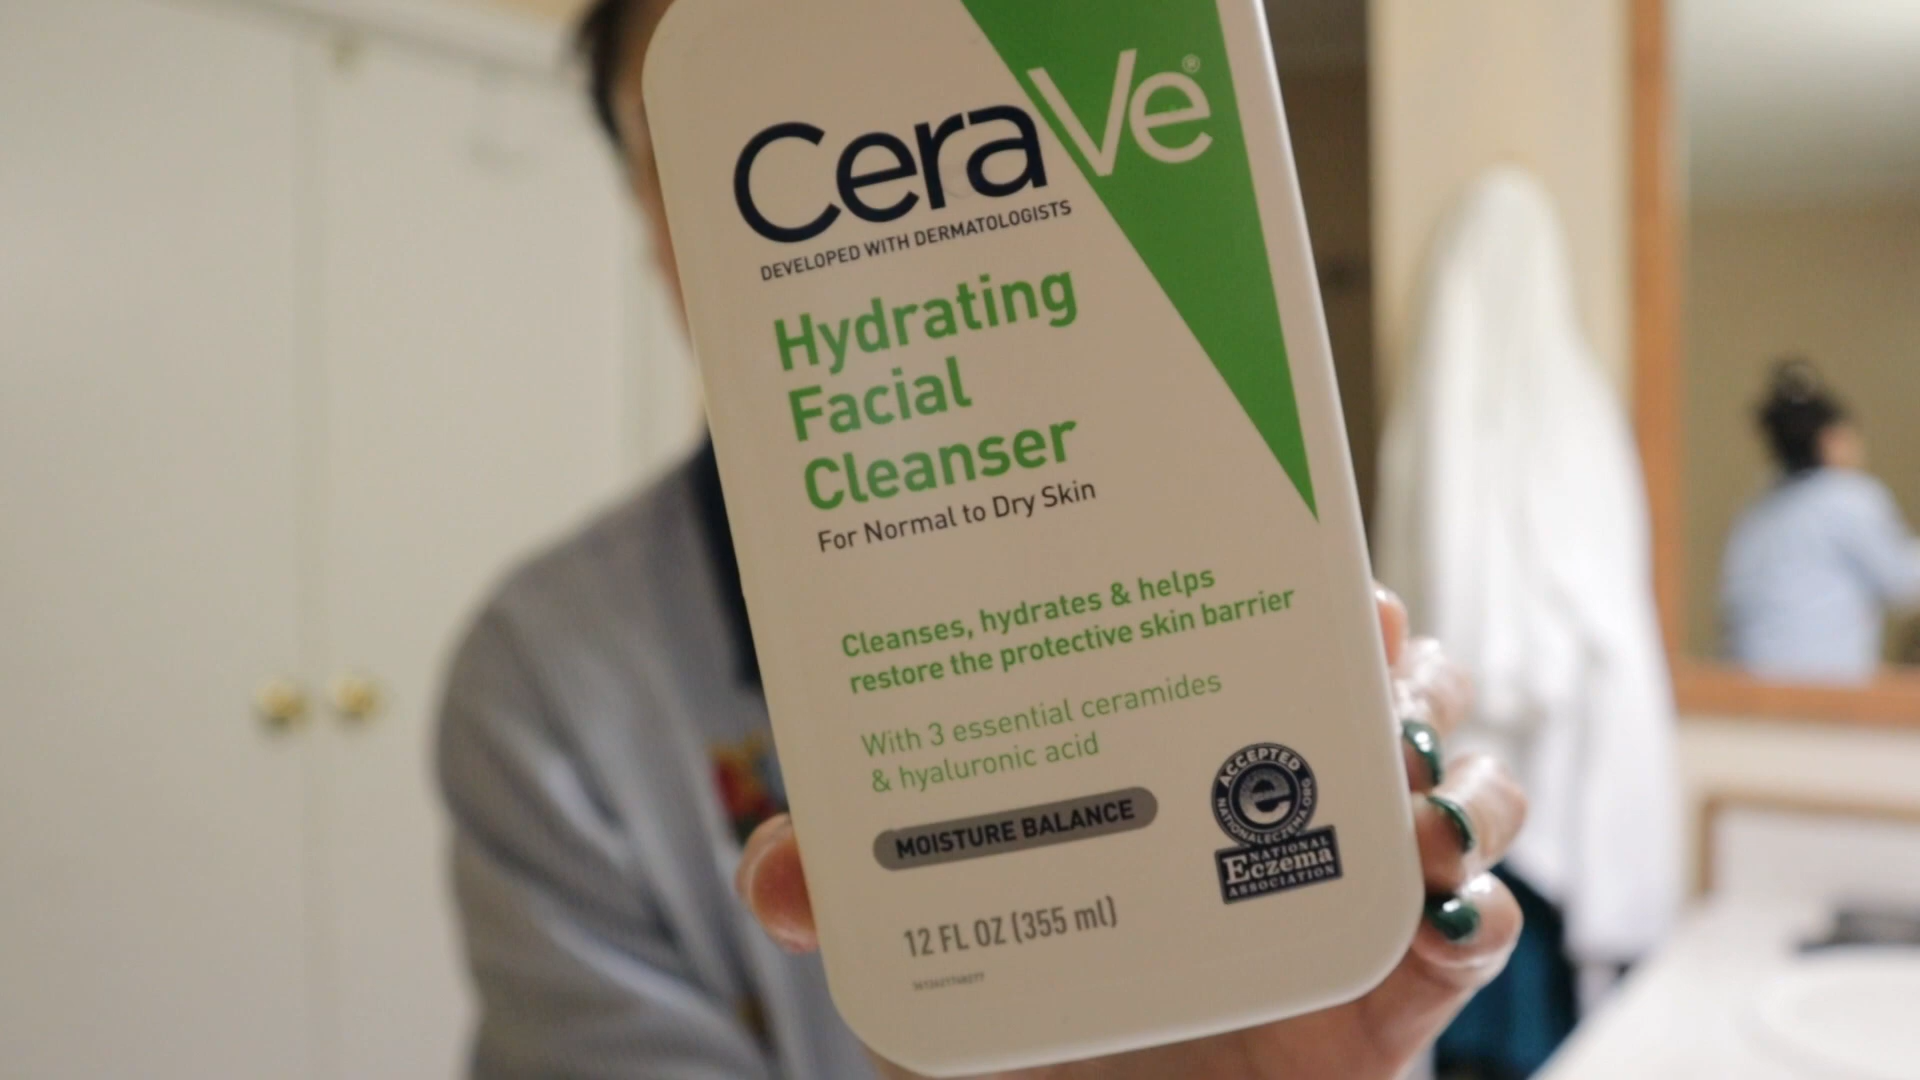 CeraVe®
DEVELOPED WITH DERMATOLOGISTS
Hydrating
Facial
Cleanser
For Normal to Dry Skin
Cleanses, hydrates & helps
restore the protective skin barrier
With 3 essential ceramides
& hyaluronic acid
MOISTURE BALANCE
ACCEPTED
NATIONALECZEMA.ORG
NATIONAL
Eczema
ASSOCIATION
12 FL OZ (355 ml)